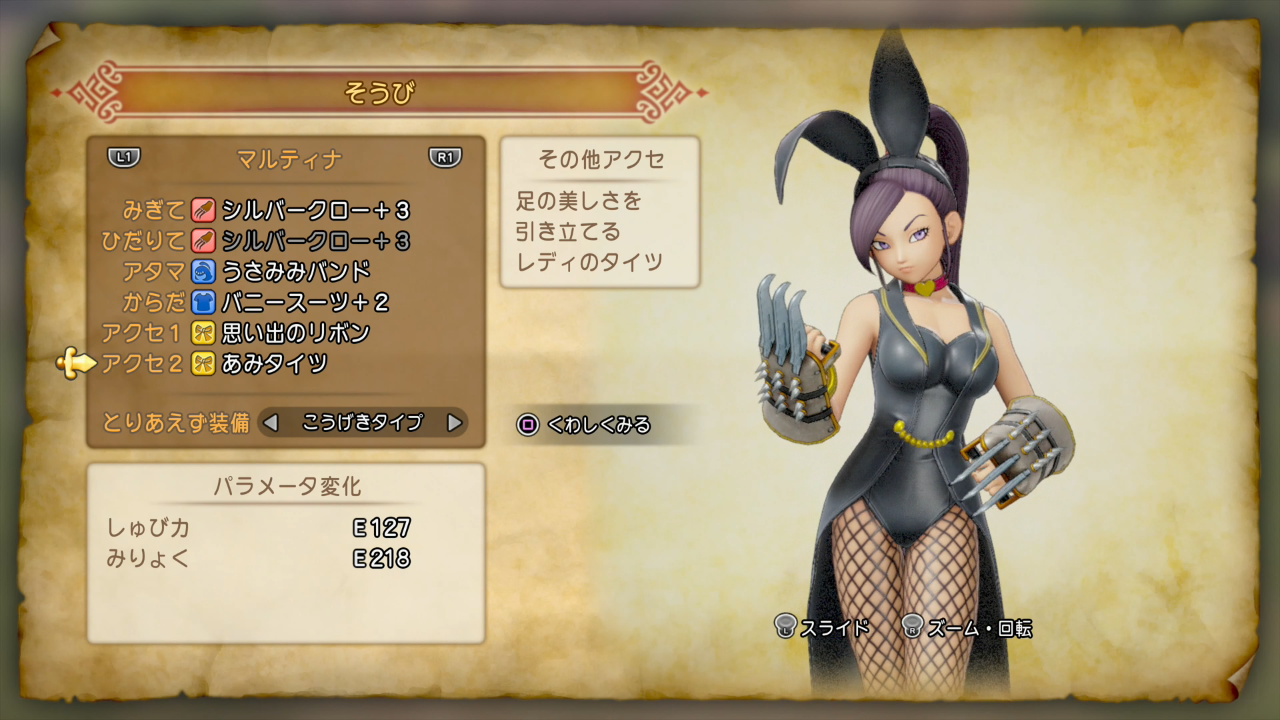 そうび
L1 マルティナ R1
みぎて シルバークロー+3
ひだりて シルバークロー+3
アタマ うさみみバンド
からだ バニースーツ+2
アクセ1 思い出のリボン
アクセ2 あみタイツ
とりあえず装備 こうげきタイプ
その他アクセ
足の美しさを
引き立てる
レディのタイツ
くわしくみる
パラメータ変化
しゅび力 E127
みりょく E218
L スライド R ズーム・回転